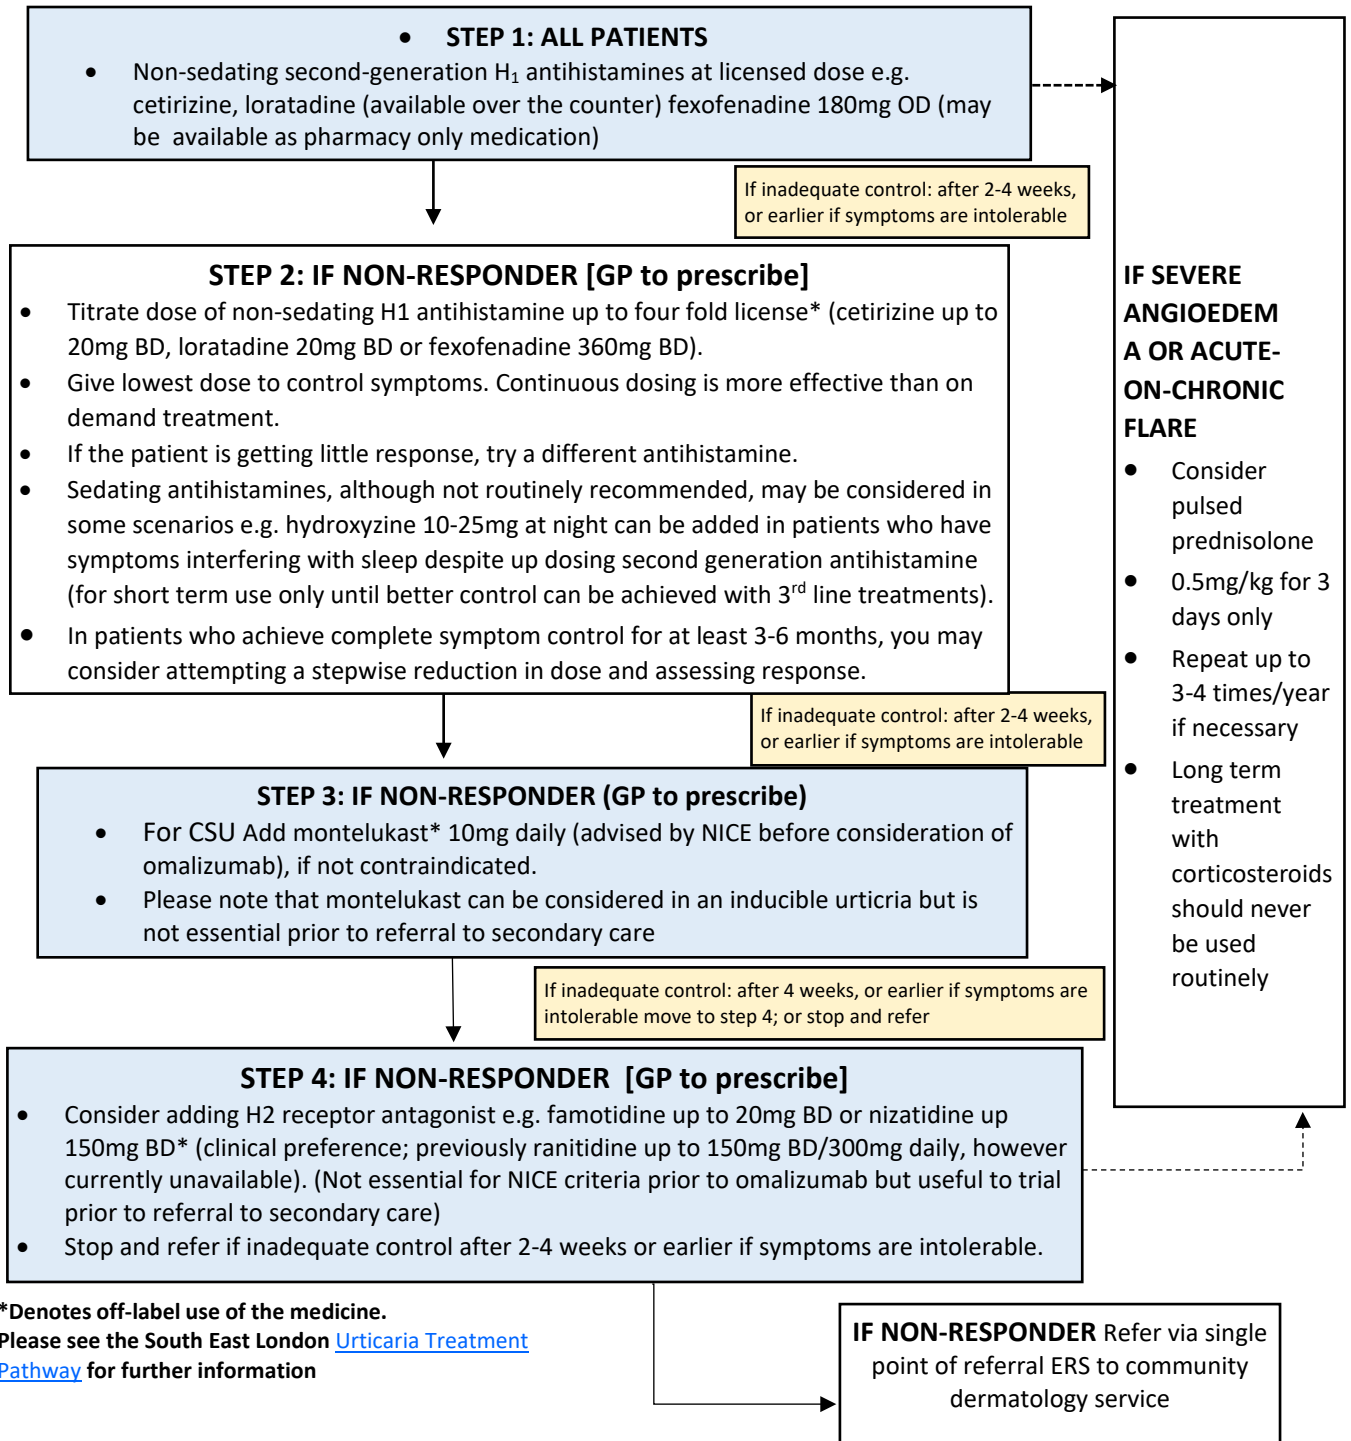 • STEP 1: ALL PATIENTS
• Non-sedating second-generation H₁ antihistamines at licensed dose e.g.
cetirizine, loratadine (available over the counter) fexofenadine 180mg OD (may
be available as pharmacy only medication)
If inadequate control: after 2-4 weeks,
or earlier if symptoms are intolerable
STEP 2: IF NON-RESPONDER [GP to prescribe]
• Titrate dose of non-sedating H1 antihistamine up to four fold license* (cetirizine up to
20mg BD, loratadine 20mg BD or fexofenadine 360mg BD).
• Give lowest dose to control symptoms. Continuous dosing is more effective than on
demand treatment.
• If the patient is getting little response, try a different antihistamine.
• Sedating antihistamines, although not routinely recommended, may be considered in
some scenarios e.g. hydroxyzine 10-25mg at night can be added in patients who have
symptoms interfering with sleep despite up dosing second generation antihistamine
(for short term use only until better control can be achieved with 3rd line treatments).
• In patients who achieve complete symptom control for at least 3-6 months, you may
consider attempting a stepwise reduction in dose and assessing response.
If inadequate control: after 2-4 weeks,
or earlier if symptoms are intolerable
STEP 3: IF NON-RESPONDER (GP to prescribe)
• For CSU Add montelukast* 10mg daily (advised by NICE before consideration of
omalizumab), if not contraindicated.
• Please note that montelukast can be considered in an inducible urticria but is
not essential prior to referral to secondary care
If inadequate control: after 4 weeks, or earlier if symptoms are
intolerable move to step 4; or stop and refer
STEP 4: IF NON-RESPONDER [GP to prescribe]
• Consider adding H2 receptor antagonist e.g. famotidine up to 20mg BD or nizatidine up
150mg BD* (clinical preference; previously ranitidine up to 150mg BD/300mg daily, however
currently unavailable). (Not essential for NICE criteria prior to omalizumab but useful to trial
prior to referral to secondary care)
• Stop and refer if inadequate control after 2-4 weeks or earlier if symptoms are intolerable.
IF SEVERE
ANGIOEDEM
A OR ACUTE-
ON-CHRONIC
FLARE
• Consider
pulsed
prednisolone
• 0.5mg/kg for 3
days only
• Repeat up to
3-4 times/year
if necessary
• Long term
treatment
with
corticosteroids
should never
be used
routinely
*Denotes off-label use of the medicine.
Please see the South East London Urticaria Treatment
Pathway for further information
IF NON-RESPONDER Refer via single
point of referral ERS to community
dermatology service